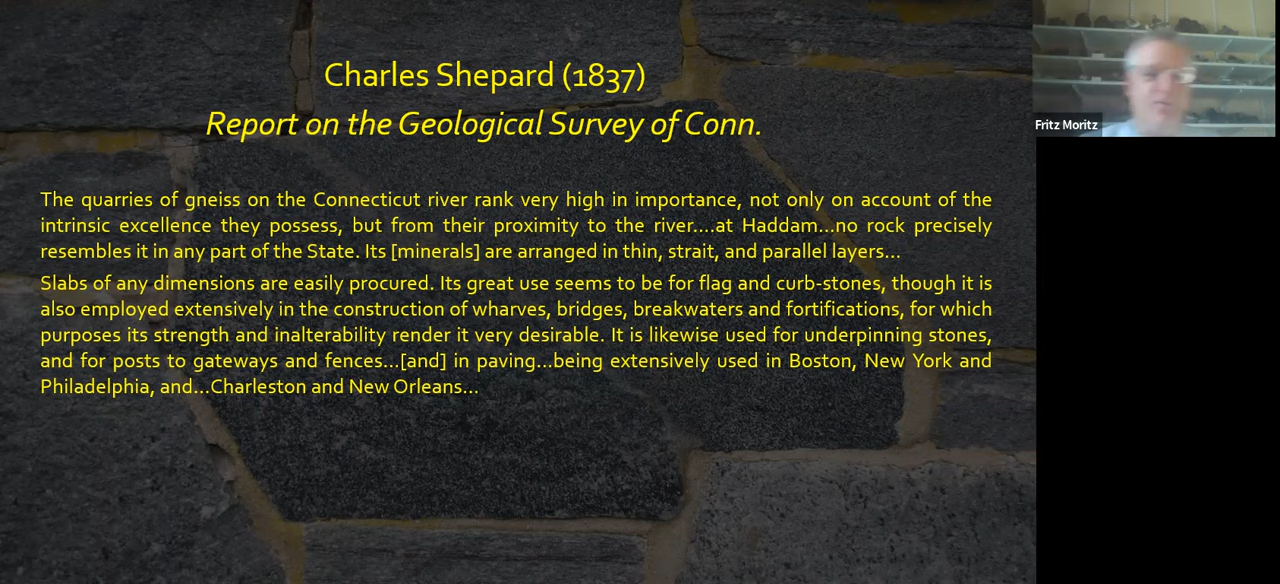 Charles Shepard (1837)
Report on the Geological Survey of Conn.
The quarries of gneiss on the Connecticut river rank very high in importance, not only on account of the
intrinsic excellence they possess, but from their proximity to the river....at Haddam...no rock precisely
resembles it in any part of the State. Its [minerals] are arranged in thin, strait, and parallel layers...
Slabs of any dimensions are easily procured. Its great use seems to be for flag and curb-stones, though it is
also employed extensively in the construction of wharves, bridges, breakwaters and fortifications, for which
purposes its strength and inalterability render it very desirable. It is likewise used for underpinning stones,
and for posts to gateways and fences...[and] in paving...being extensively used in Boston, New York and
Philadelphia, and...Charleston and New Orleans...
Fritz Moritz